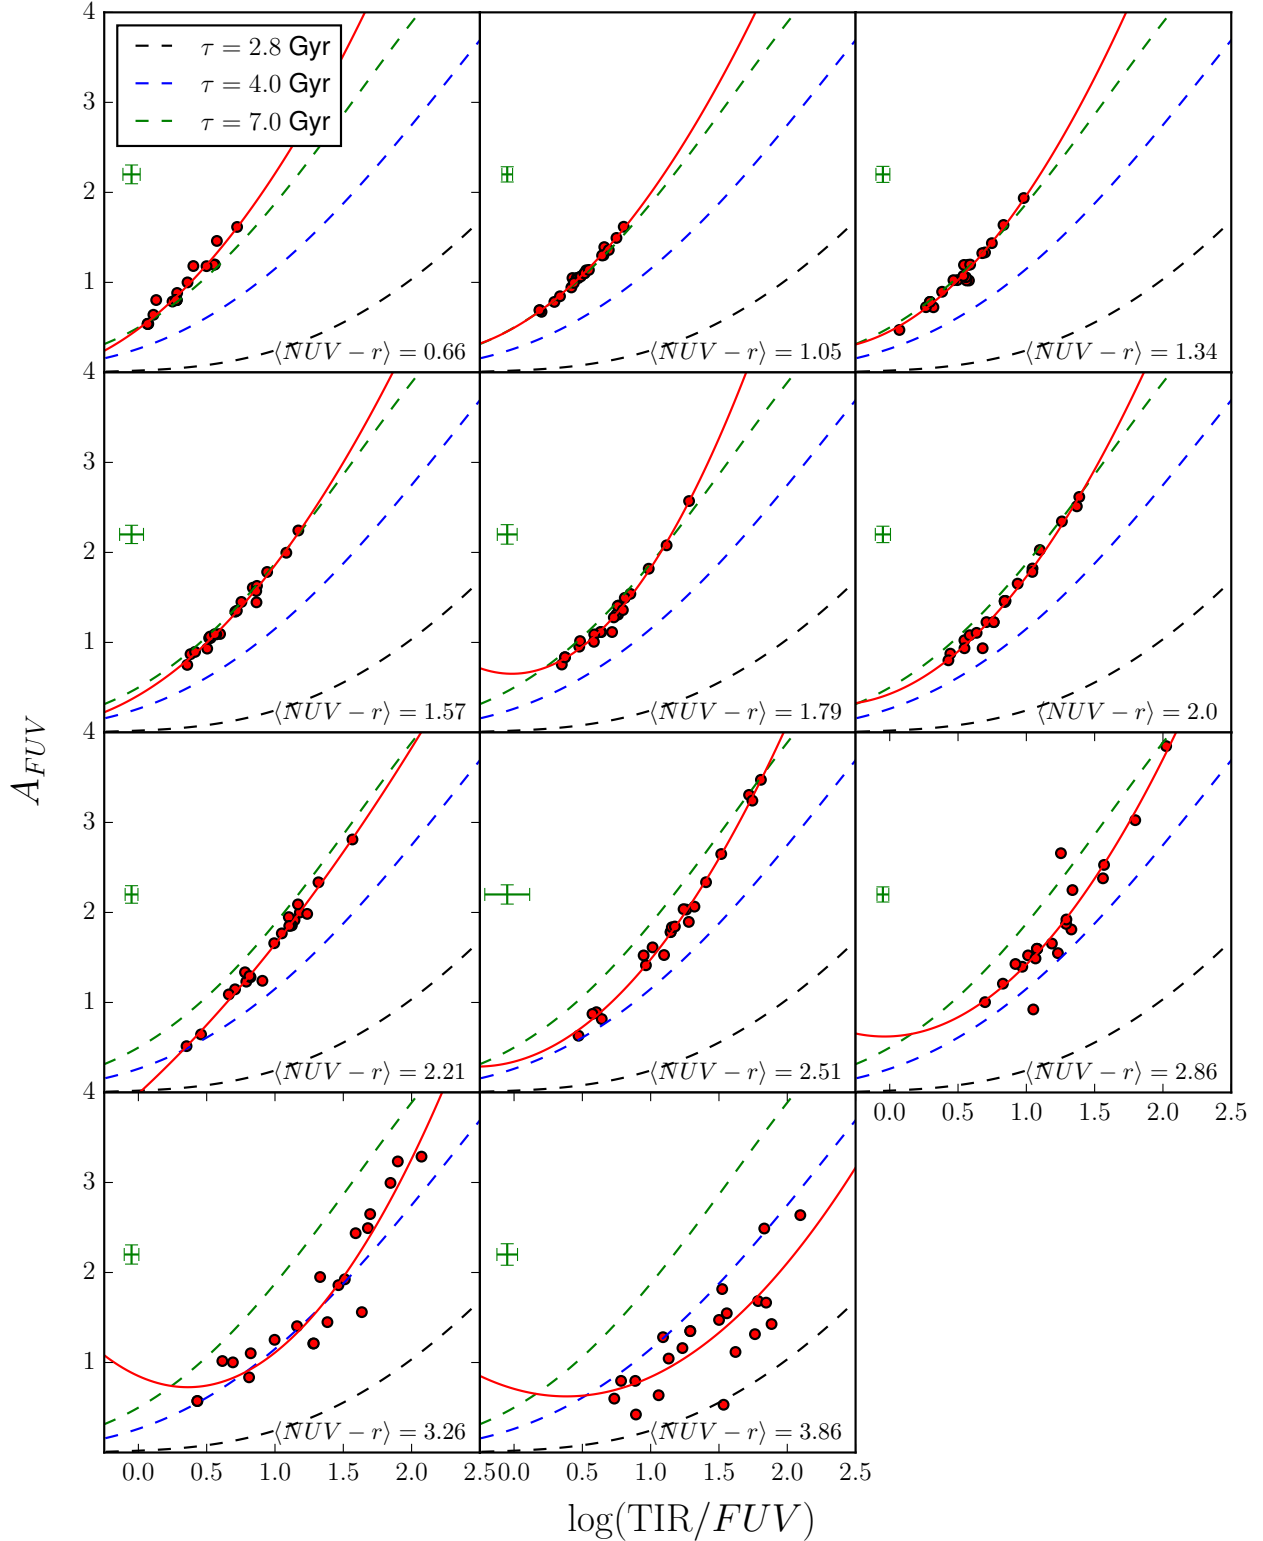 4
τ = 2.8 Gyr
τ = 4.0 Gyr
τ = 7.0 Gyr
3
2
1
⟨NUV − r⟩ = 0.66
⟨NUV − r⟩ = 1.05
⟨NUV − r⟩ = 1.34
4
3
2
1
⟨NUV − r⟩ = 1.57
⟨NUV − r⟩ = 1.79
⟨NUV − r⟩ = 2.0
A_{FUV}
4
3
2
1
⟨NUV − r⟩ = 2.21
⟨NUV − r⟩ = 2.51
⟨NUV − r⟩ = 2.86
0.0 0.5 1.0 1.5 2.0 2.5
4
3
2
1
⟨NUV − r⟩ = 3.26
⟨NUV − r⟩ = 3.86
0.0 0.5 1.0 1.5 2.0 2.5 0.0 0.5 1.0 1.5 2.0 2.5
log(TIR/FUV)